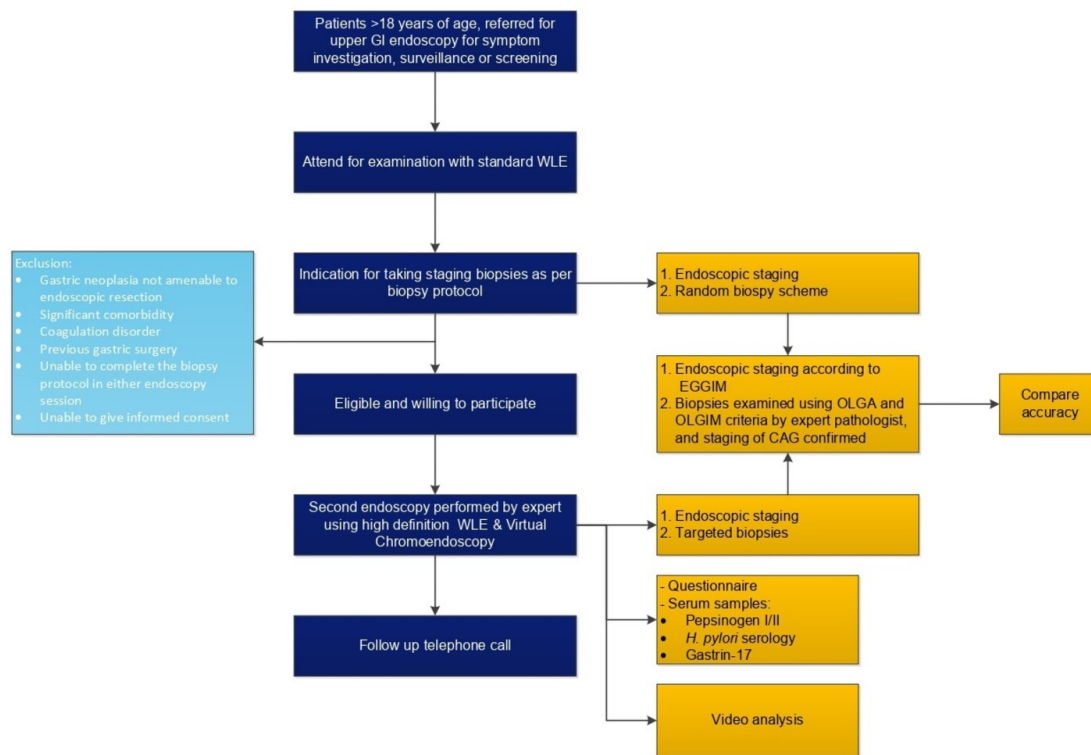 Patients >18 years of age, referred for
upper GI endoscopy for symptom
investigation, surveillance or screening
Attend for examination with standard WLE
Exclusion:
• Gastric neoplasia not amenable to
endoscopic resection
• Significant comorbidity
• Coagulation disorder
• Previous gastric surgery
• Unable to complete the biopsy
protocol in either endoscopy
session
• Unable to give informed consent
Indication for taking staging biopsies as per
biopsy protocol
1. Endoscopic staging
2. Random biospy scheme
Eligible and willing to participate
1. Endoscopic staging according to
EGGIM
2. Biopsies examined using OLGA and
OLGIM criteria by expert pathologist,
and staging of CAG confirmed
Compare
accuracy
Second endoscopy performed by expert
using high definition WLE & Virtual
Chromoendoscopy
1. Endoscopic staging
2. Targeted biopsies
Follow up telephone call
- Questionnaire
- Serum samples:
• Pepsinogen I/II
• H. pylori serology
• Gastrin-17
Video analysis